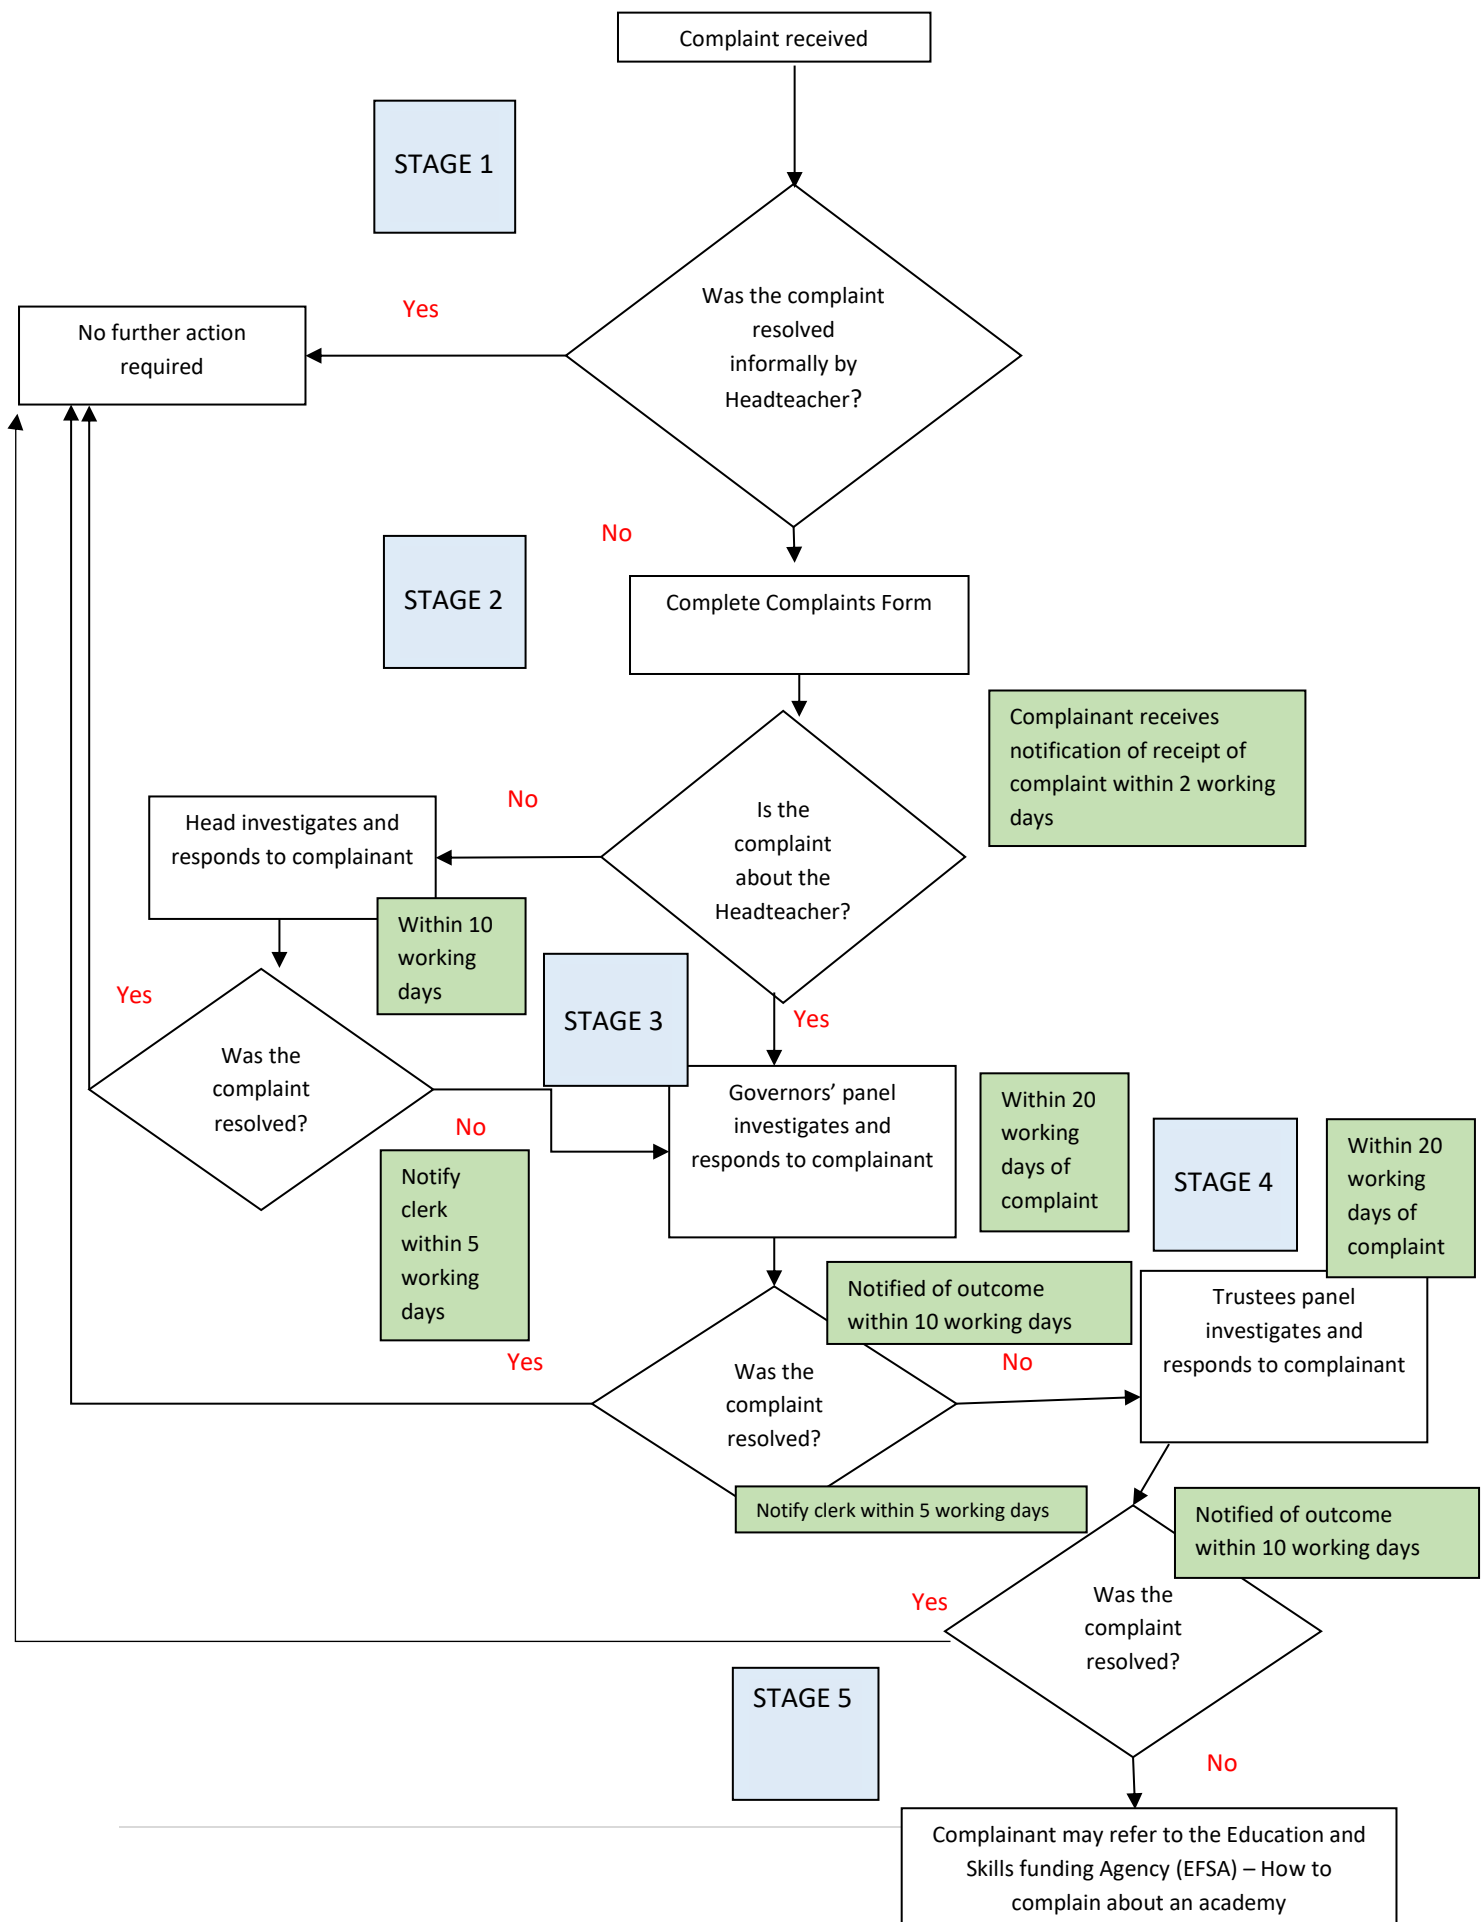 Complaint received
STAGE 1
Was the complaint
resolved
informally by
Headteacher?
Yes
No further action
required
No
STAGE 2
Complete Complaints Form
Complainant receives
notification of receipt of
complaint within 2 working
days
Is the
complaint
about the
Headteacher?
No
Head investigates and
responds to complainant
Within 10
working
days
Yes
Was the
complaint
resolved?
No
Notify
clerk
within 5
working
days
STAGE 3
Yes
Governors’ panel
investigates and
responds to complainant
Within 20
working
days of
complaint
STAGE 4
Within 20
working
days of
complaint
Notified of outcome
within 10 working days
Trustees panel
investigates and
responds to complainant
Yes
Was the
complaint
resolved?
No
Notify clerk within 5 working days
Notified of outcome
within 10 working days
Yes
Was the
complaint
resolved?
STAGE 5
No
Complainant may refer to the Education and
Skills funding Agency (EFSA) – How to
complain about an academy